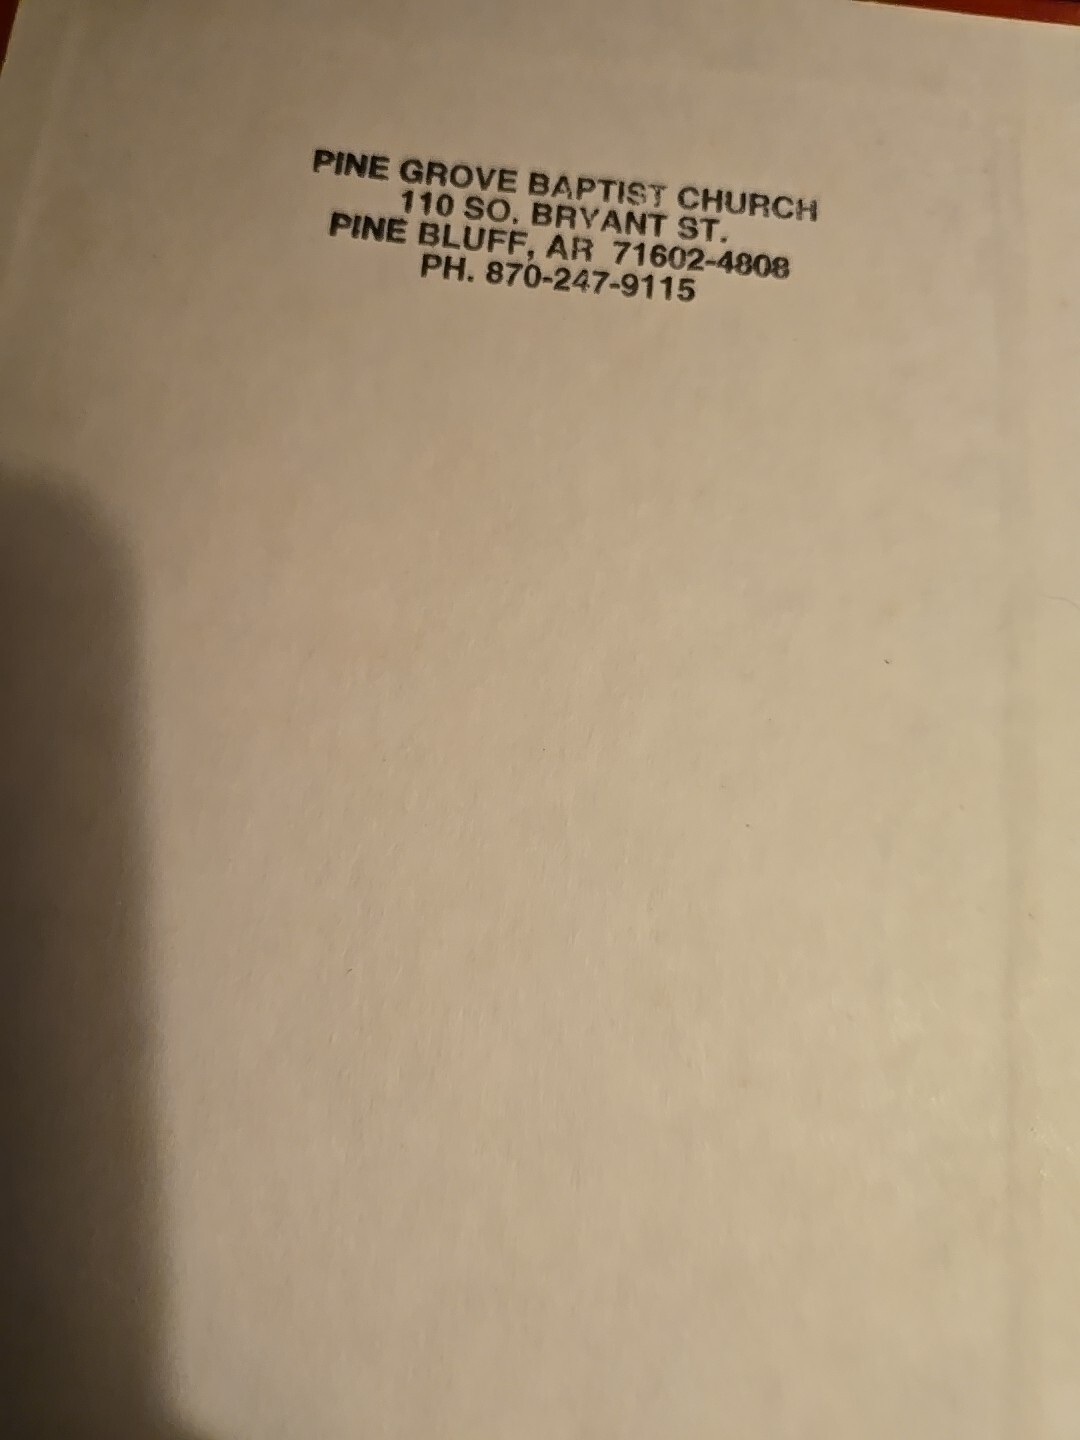 PINE GROVE BAPTIST CHURCH
110 SO. BRYANT ST.
PINE BLUFF, AR 71602-4808
PH. 870-247-9115